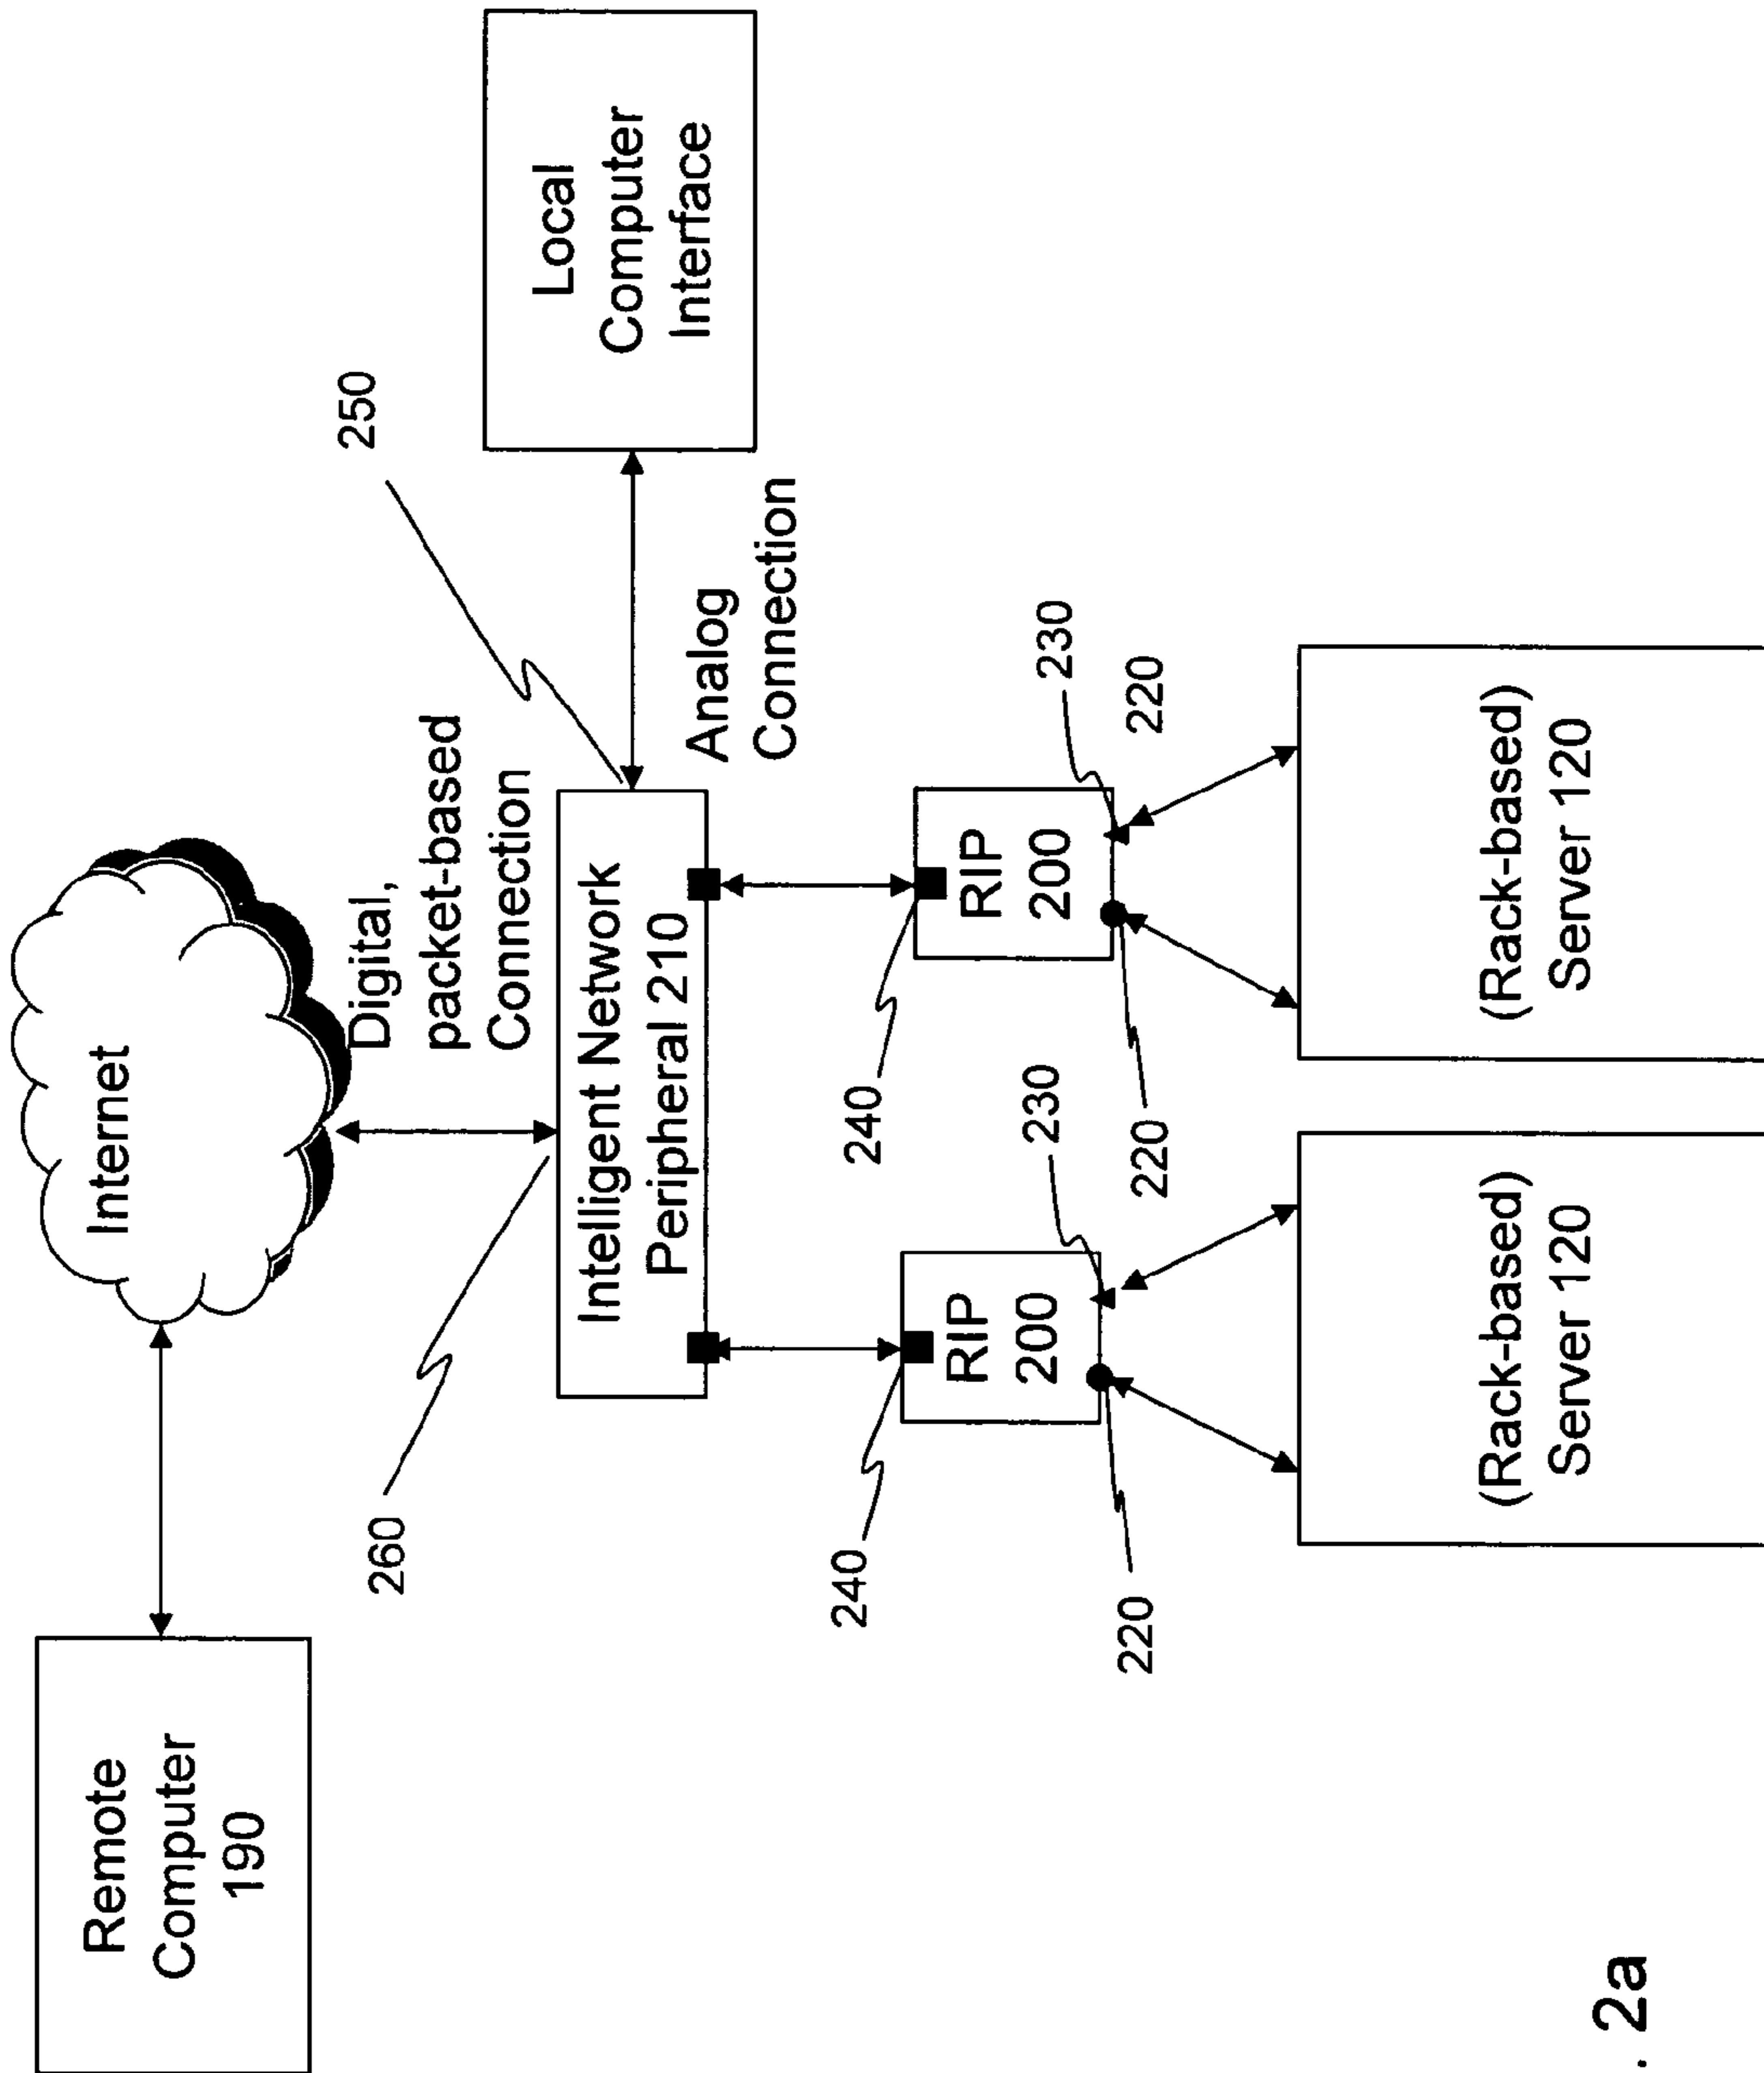 Remote
Computer
190
Internet
Digital,
packet-based
Connection
260
250
Intelligent Network
Peripheral 210
Analog
Connection
Local
Computer
Interface
240
RIP
200
230
220
240
RIP
200
230
220
220
(Rack-based)
Server 120
(Rack-based)
Server 120
. 2a